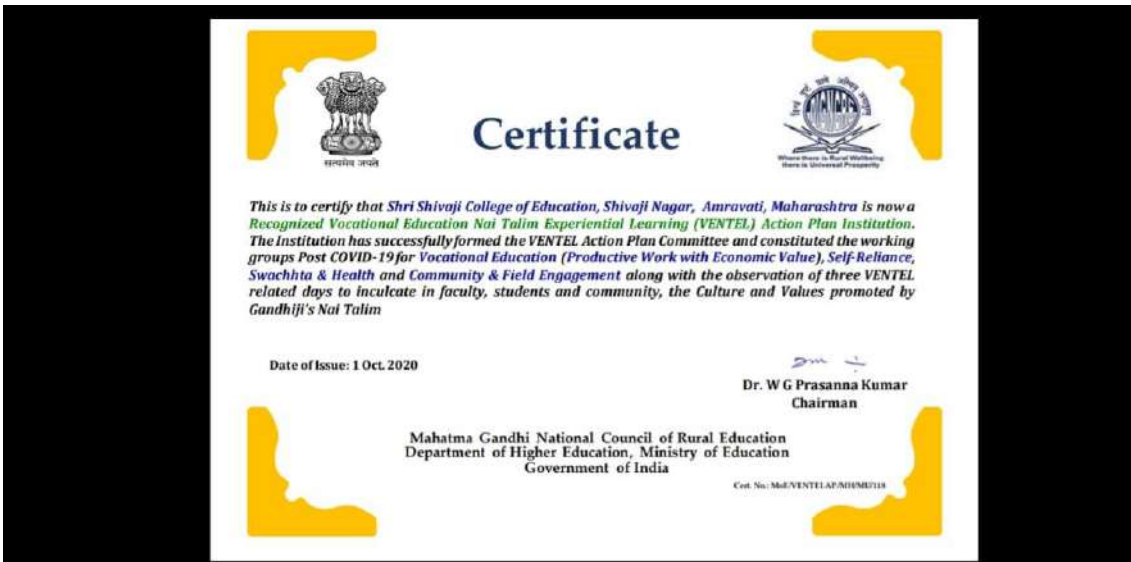 सत्यमेव जयते
Certificate
Where there is Rural Wellbeing
there is Universal Prosperity
This is to certify that Shri Shivaji College of Education, Shivaji Nagar, Amravati, Maharashtra is now a
Recognized Vocational Education Nai Talim Experiential Learning (VENTEL) Action Plan Institution.
The Institution has successfully formed the VENTEL Action Plan Committee and constituted the working
groups Post COVID-19 for Vocational Education (Productive Work with Economic Value), Self-Reliance,
Swachhta & Health and Community & Field Engagement along with the observation of three VENTEL
related days to inculcate in faculty, students and community, the Culture and Values promoted by
Gandhiji's Nai Talim
Date of Issue: 1 Oct. 2020
Dr. W G Prasanna Kumar
Chairman
Mahatma Gandhi National Council of Rural Education
Department of Higher Education, Ministry of Education
Government of India
Cert. No.: